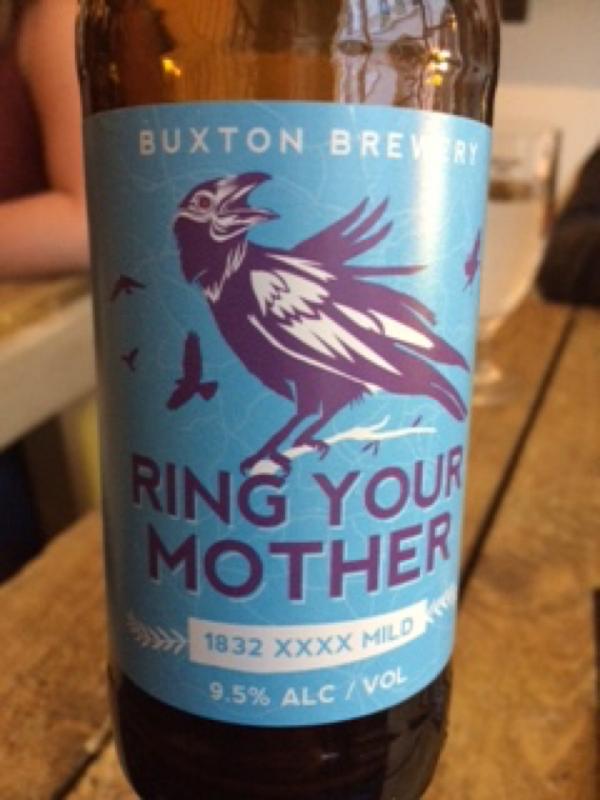 BUXTON BREWERY
RING YOUR
MOTHER
1832 XXXX MILD
9.5% ALC / VOL